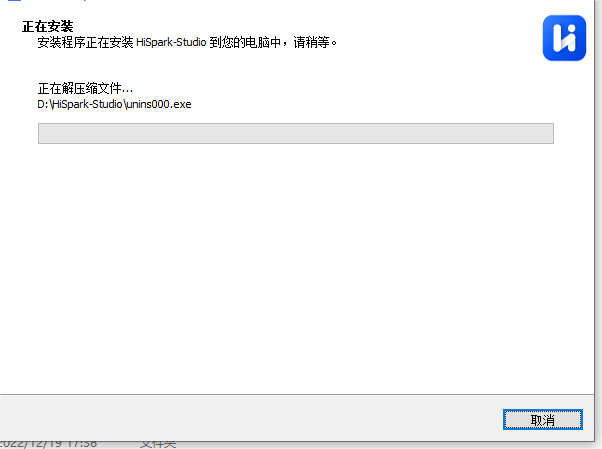 正在安装
安装程序正在安装 HiSpark-Studio 到您的电脑中，请稍等。
正在解压缩文件...
D:\HiSpark-Studio\unins000.exe
取消
2022/12/19 17:38 文件夹